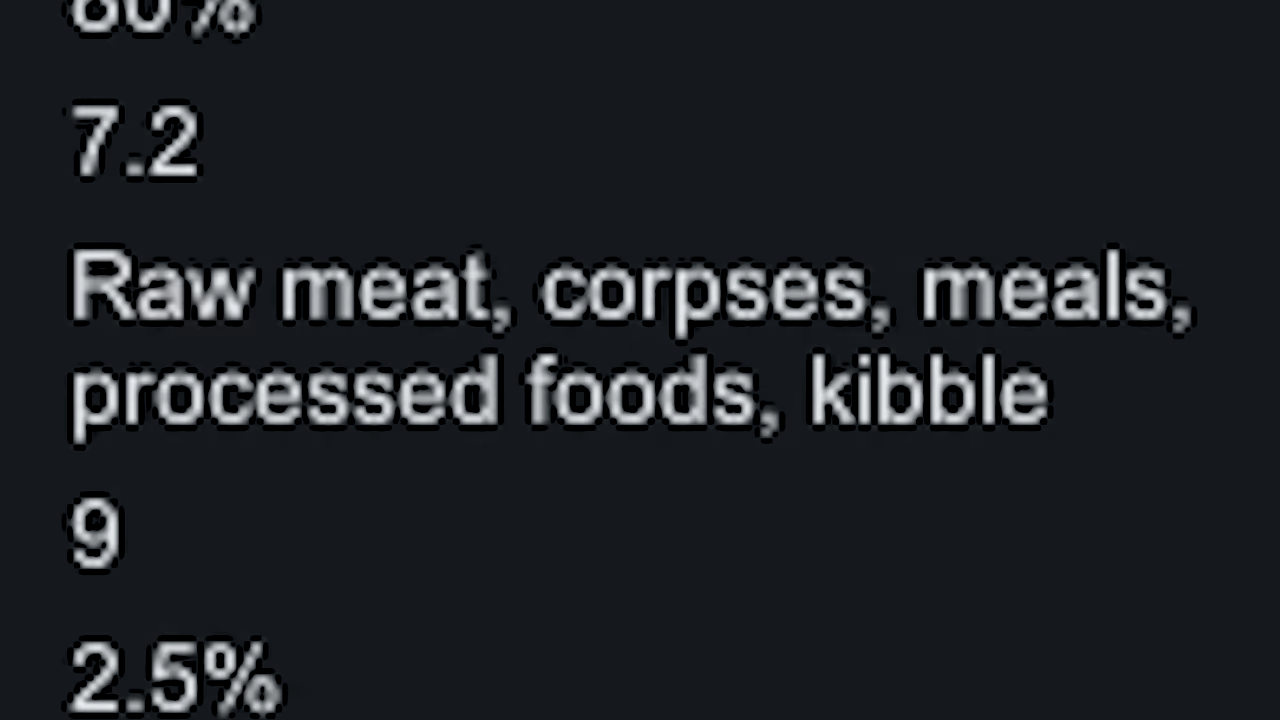 7.2
Raw meat, corpses, meals,
processed foods, kibble
9
2.5%